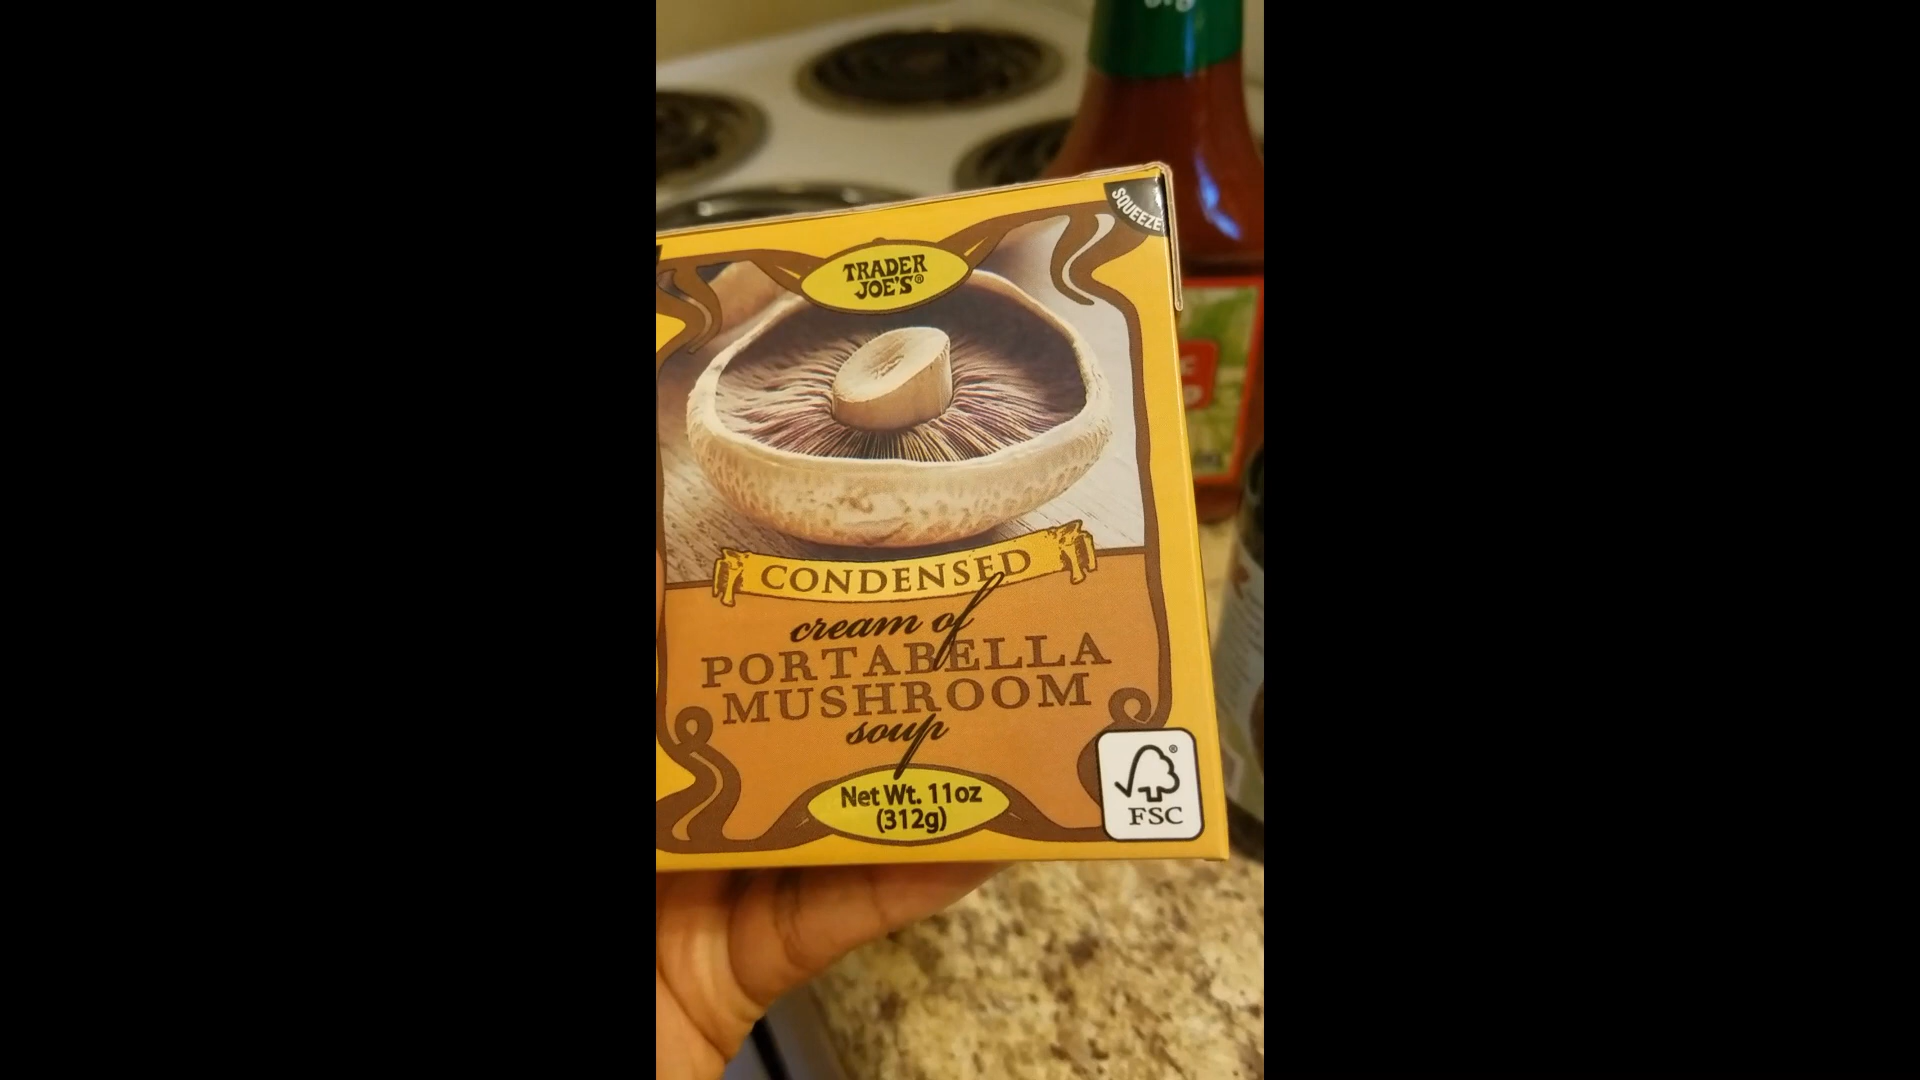 SQUEEZE
TRADER
JOE'S®
CONDENSED
cream of
PORTABELLA
MUSHROOM
soup
Net Wt. 11oz
(312g)
®
FSC